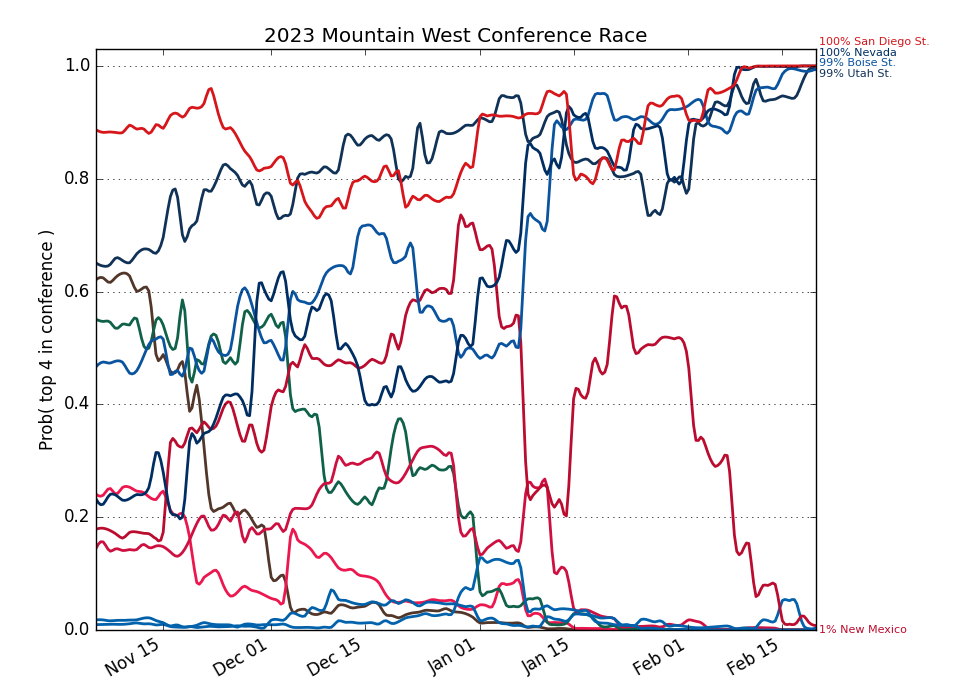 2023 Mountain West Conference Race
100% San Diego St.
100% Nevada
99% Boise St.
99% Utah St.
1% New Mexico
Prob( top 4 in conference )
1.0
0.8
0.6
0.4
0.2
0.0
Nov 15
Dec 01
Dec 15
Jan 01
Jan 15
Feb 01
Feb 15